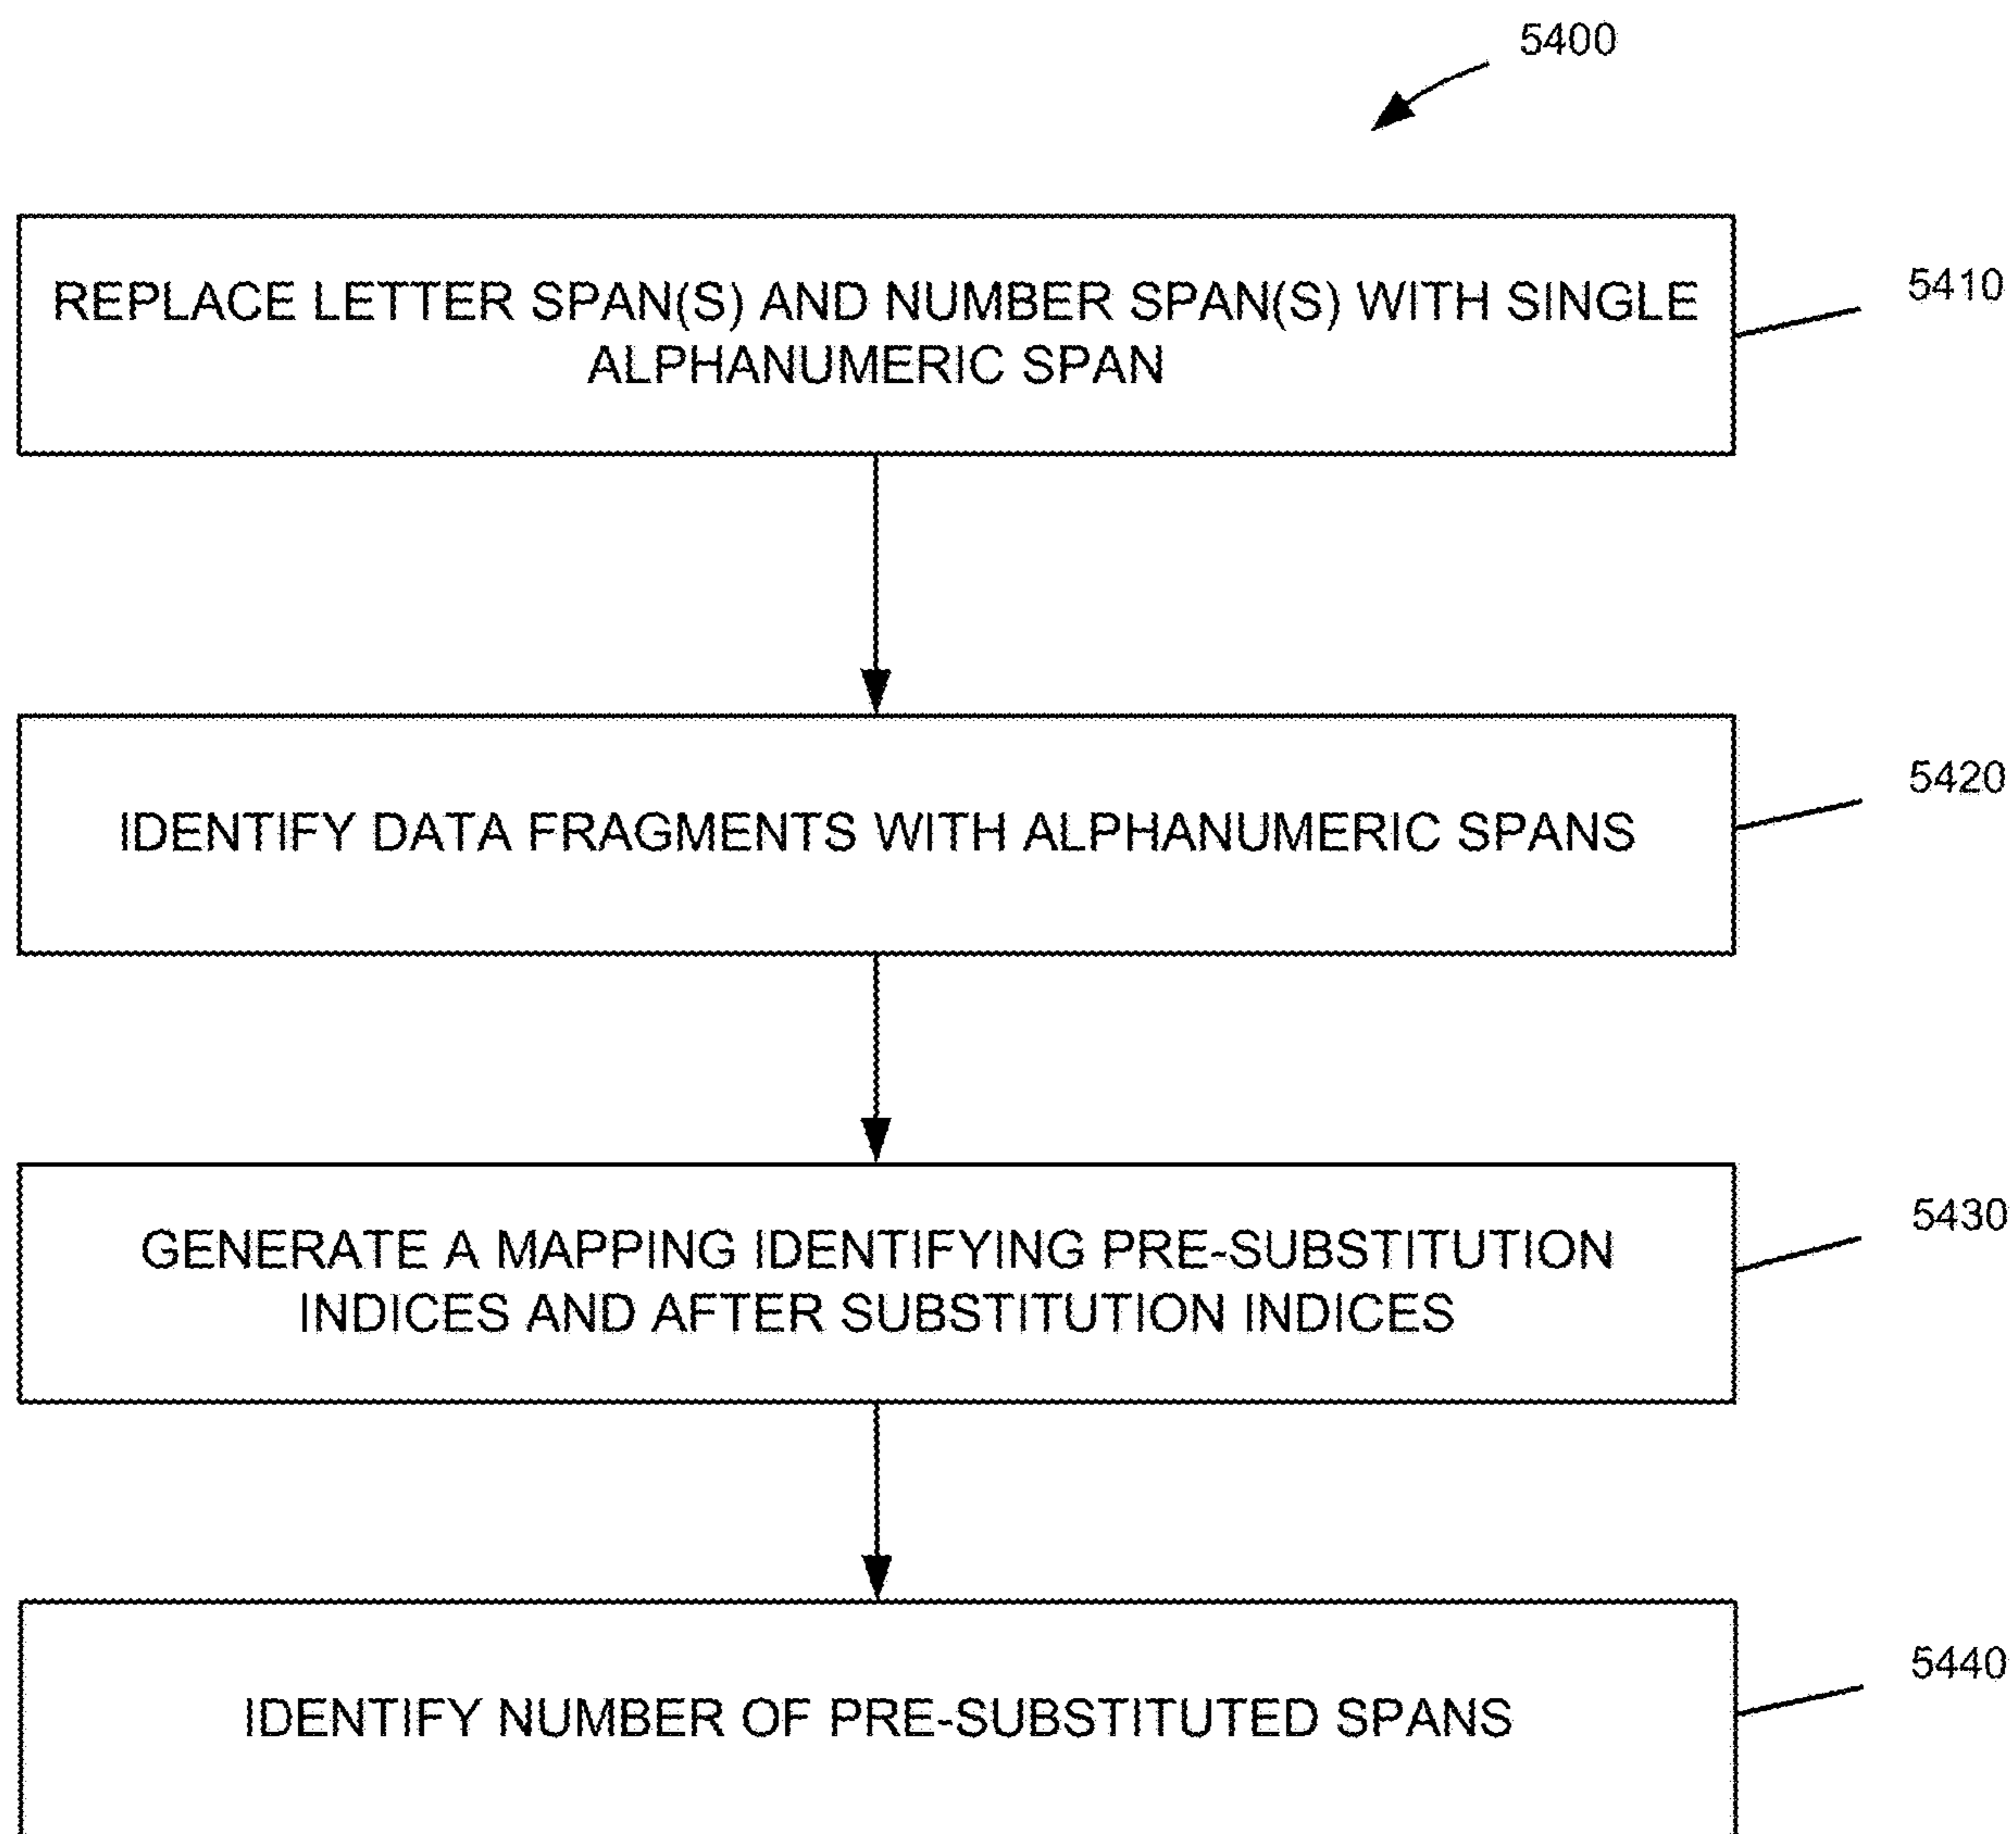 5400
REPLACE LETTER SPAN(S) AND NUMBER SPAN(S) WITH SINGLE
ALPHANUMERIC SPAN
5410
IDENTIFY DATA FRAGMENTS WITH ALPHANUMERIC SPANS
5420
GENERATE A MAPPING IDENTIFYING PRE-SUBSTITUTION
INDICES AND AFTER SUBSTITUTION INDICES
5430
IDENTIFY NUMBER OF PRE-SUBSTITUTED SPANS
5440